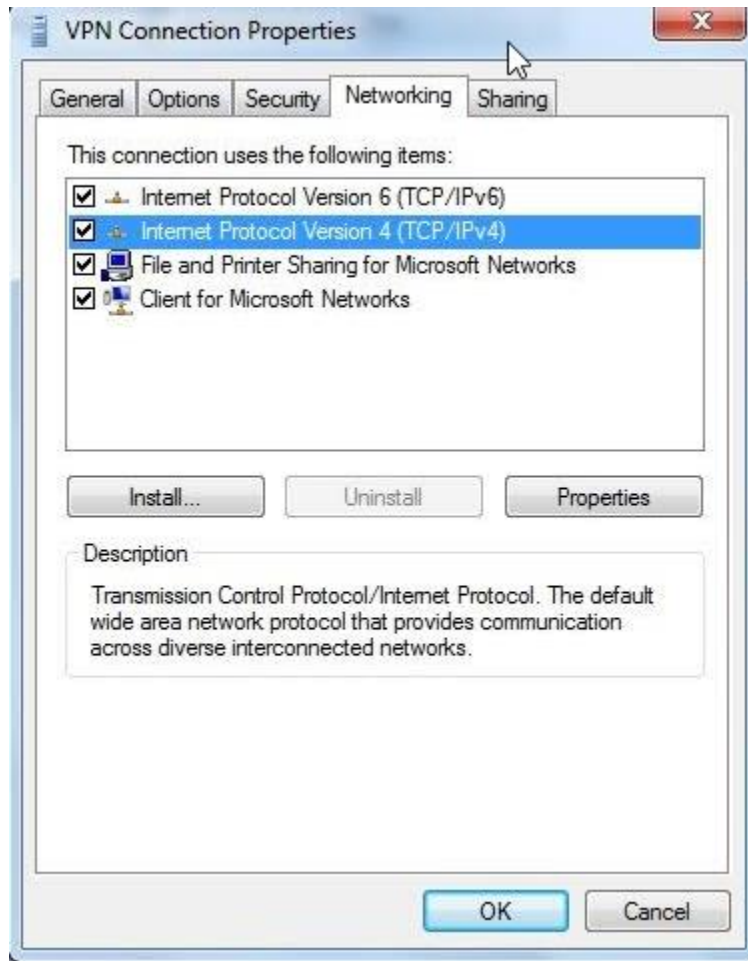 VPN Connection Properties
General Options Security Networking Sharing
This connection uses the following items:
Internet Protocol Version 6 (TCP/IPv6)
Internet Protocol Version 4 (TCP/IPv4)
File and Printer Sharing for Microsoft Networks
Client for Microsoft Networks
Install... Uninstall Properties
Description
Transmission Control Protocol/Internet Protocol. The default
wide area network protocol that provides communication
across diverse interconnected networks.
OK Cancel